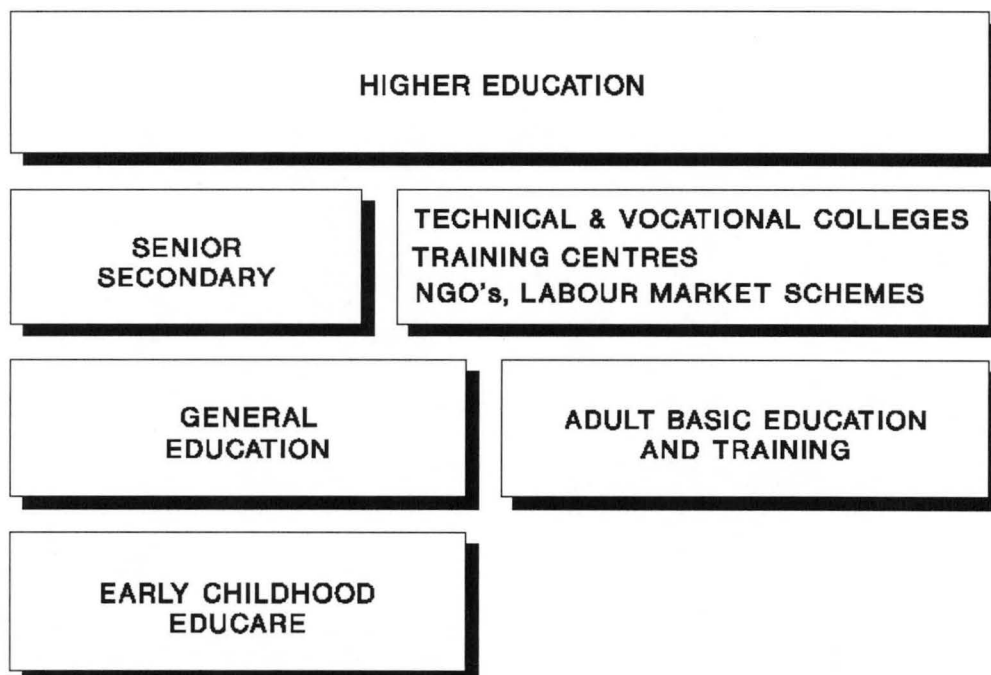 HIGHER EDUCATION
SENIOR
SECONDARY
TECHNICAL & VOCATIONAL COLLEGES
TRAINING CENTRES
NGO's, LABOUR MARKET SCHEMES
GENERAL
EDUCATION
ADULT BASIC EDUCATION
AND TRAINING
EARLY CHILDHOOD
EDUCARE